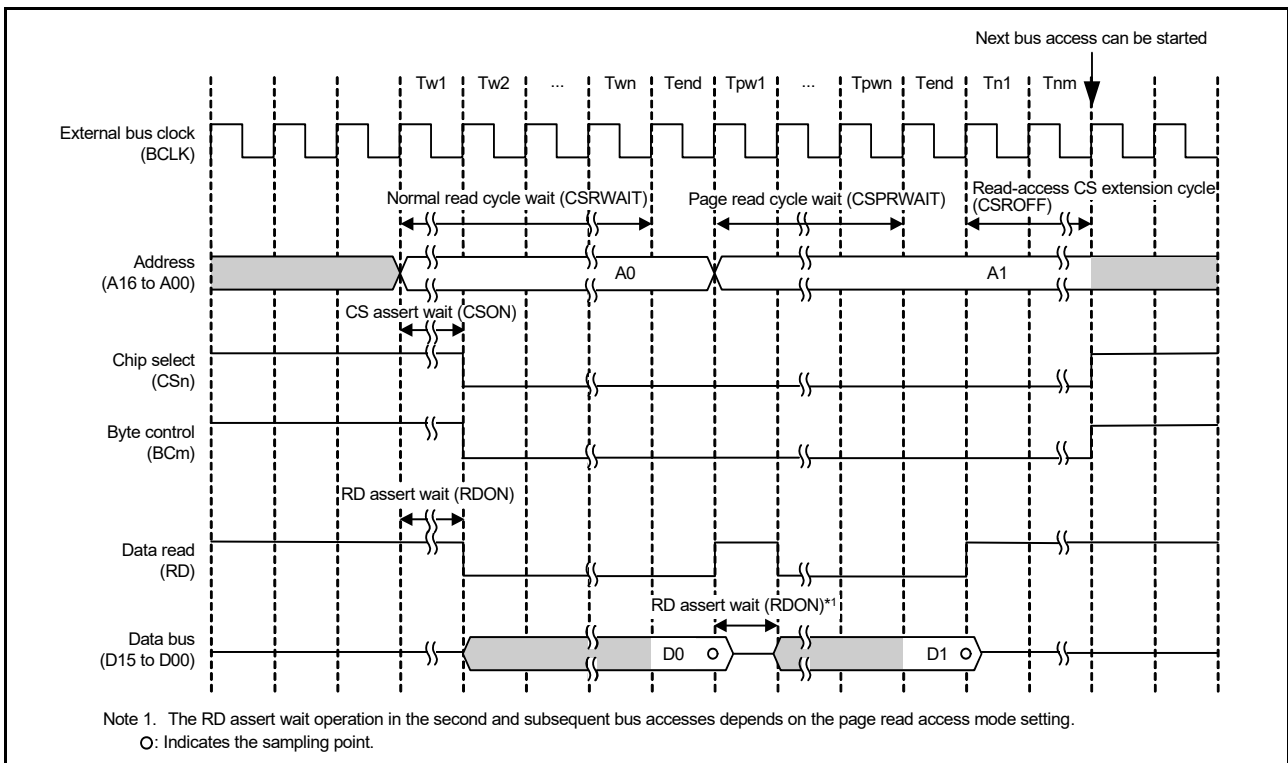 Next bus access can be started
Tw1 Tw2 ... Twn Tend Tpw1 ... Tpwn Tend Tn1 Tnm
External bus clock
(BCLK)
Normal read cycle wait (CSRWAIT)
Page read cycle wait (CSPRWAIT)
Read-access CS extension cycle
(CSROFF)
Address
(A16 to A00)
A0
A1
CS assert wait (CSON)
Chip select
(CSn)
Byte control
(BCm)
RD assert wait (RDON)
Data read
(RD)
RD assert wait (RDON)*1
Data bus
(D15 to D00)
D0
D1
Note 1. The RD assert wait operation in the second and subsequent bus accesses depends on the page read access mode setting.
O: Indicates the sampling point.